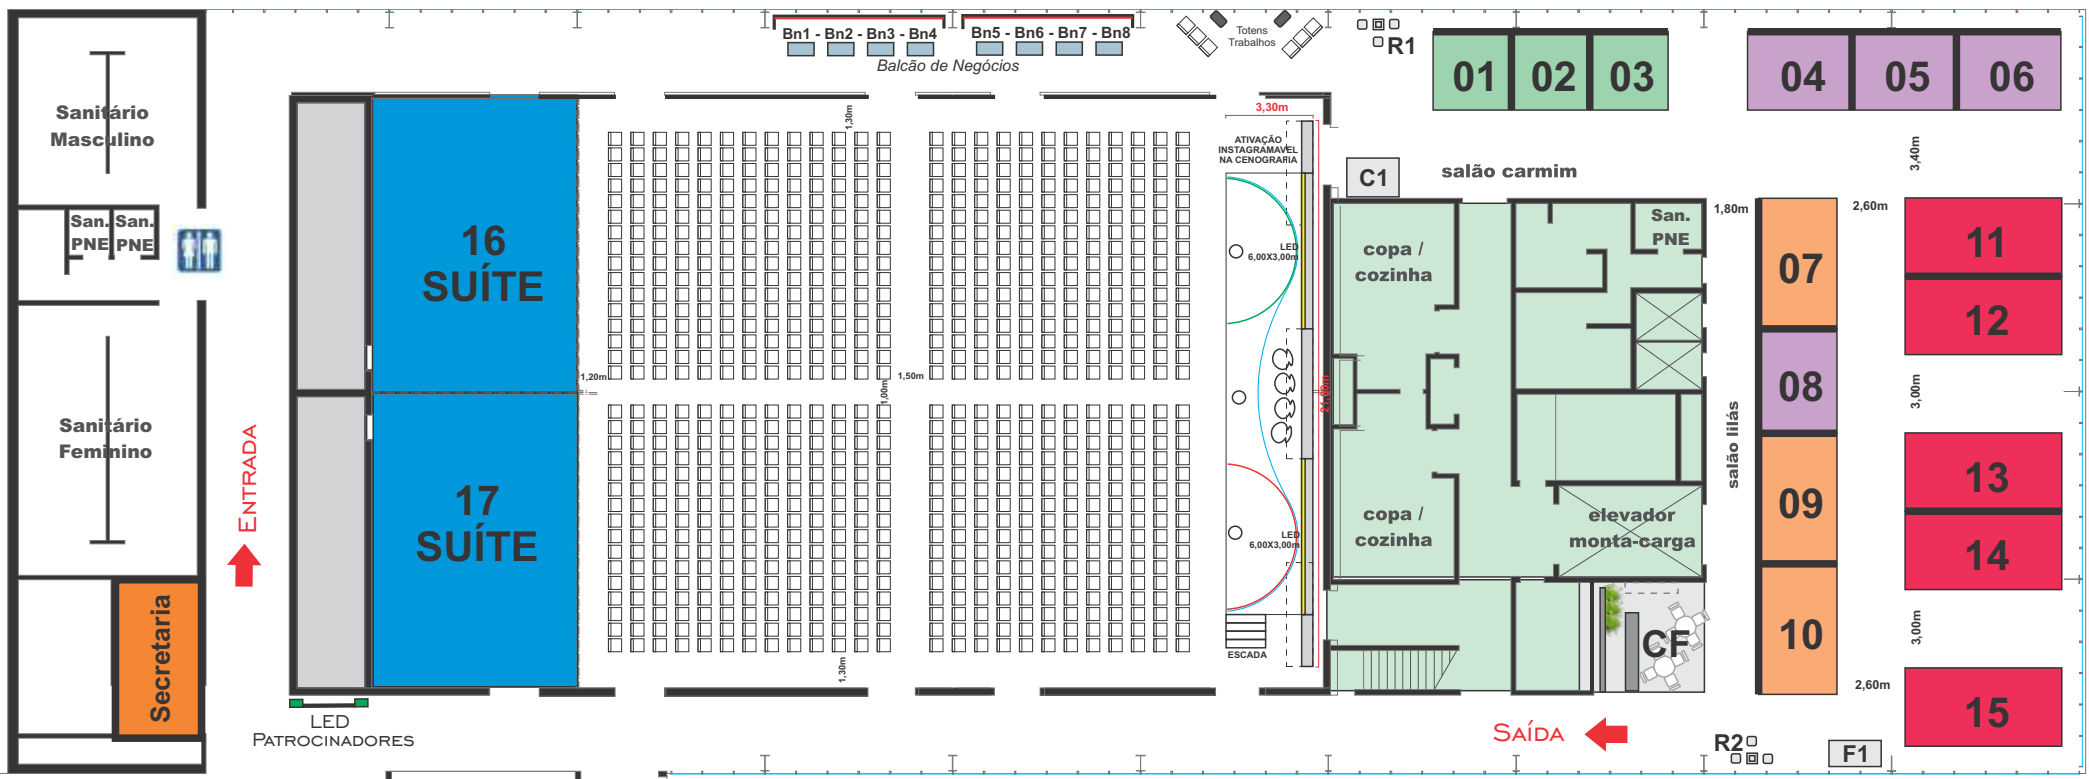 Bn1 - Bn2 - Bn3 - Bn4
Bn5 - Bn6 - Bn7 - Bn8
Balcão de Negócios
Totens
Trabalhos
R1
01
02
03
04
05
06
Sanitário
Masculino
San.
PNE
San.
PNE
Sanitário
Feminino
Secretaria
ENTRADA
16
SUÍTE
17
SUÍTE
LED
PATROCINADORES
1,30m
1,20m
1,00m
1,50m
1,30m
3,30m
ATIVAÇÃO
INSTAGRAMAVEL
NA CENOGRAFIA
LED
6,00X3,00m
LED
6,00X3,00m
ESCADA
C1
salão carmim
copa /
cozinha
copa /
cozinha
San.
PNE
elevador
monta-carga
CF
1,80m
salão lilás
07
08
09
10
2,60m
3,40m
11
12
3,00m
13
14
3,00m
2,60m
15
SAÍDA
R2
F1